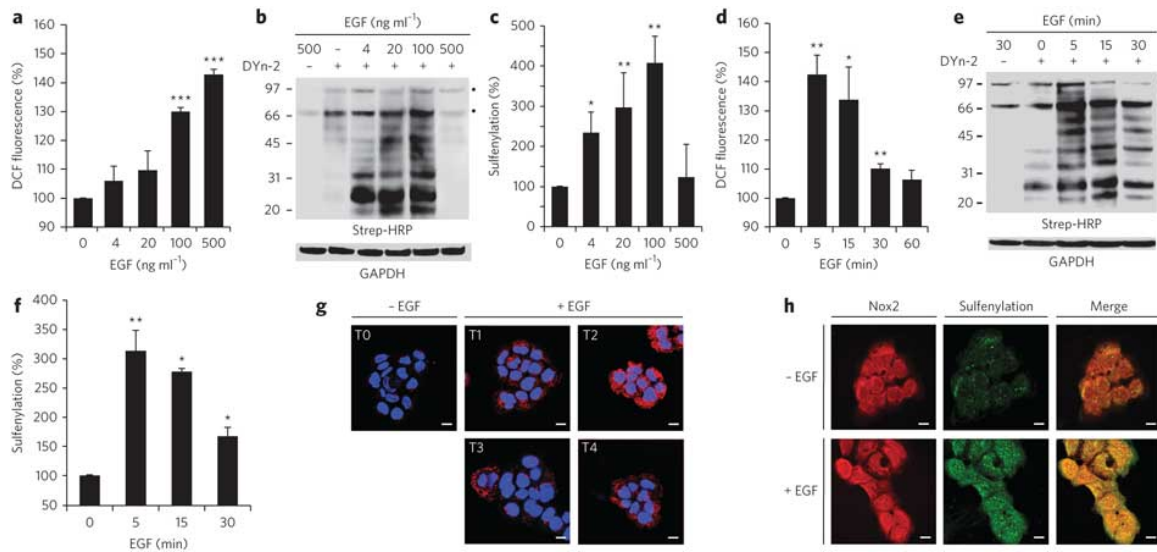 a
DCF fluorescence (%)
160
150
140
130
120
110
100
90
***
***
0 4 20 100 500
EGF (ng ml⁻¹)
b
EGF (ng ml⁻¹)
500 – 4 20 100 500
DYn-2 – + + + + +
97
66
45
31
20
Strep-HRP
GAPDH
c
Sulfenylation (%)
500
400
300
200
100
0
*
**
**
0 4 20 100 500
EGF (ng ml⁻¹)
d
DCF fluorescence (%)
160
150
140
130
120
110
100
90
**
*
**
0 5 15 30 60
EGF (min)
e
EGF (min)
30 0 5 15 30
DYn-2 – + + + +
97
66
45
31
20
Strep-HRP
GAPDH
f
Sulfenylation (%)
400
350
300
250
200
150
100
50
**
*
*
0 5 15 30
EGF (min)
g
– EGF + EGF
T0 T1 T2
T3 T4
h
Nox2 Sulfenylation Merge
– EGF
+ EGF